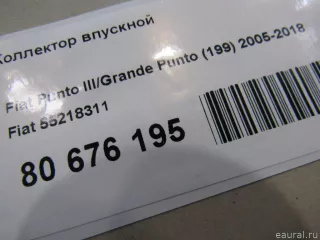 Коллектор впускной
Fiat Punto III/Grande Punto (199) 2005-2018
Fiat 55218311
80 676 195
eaural.ru